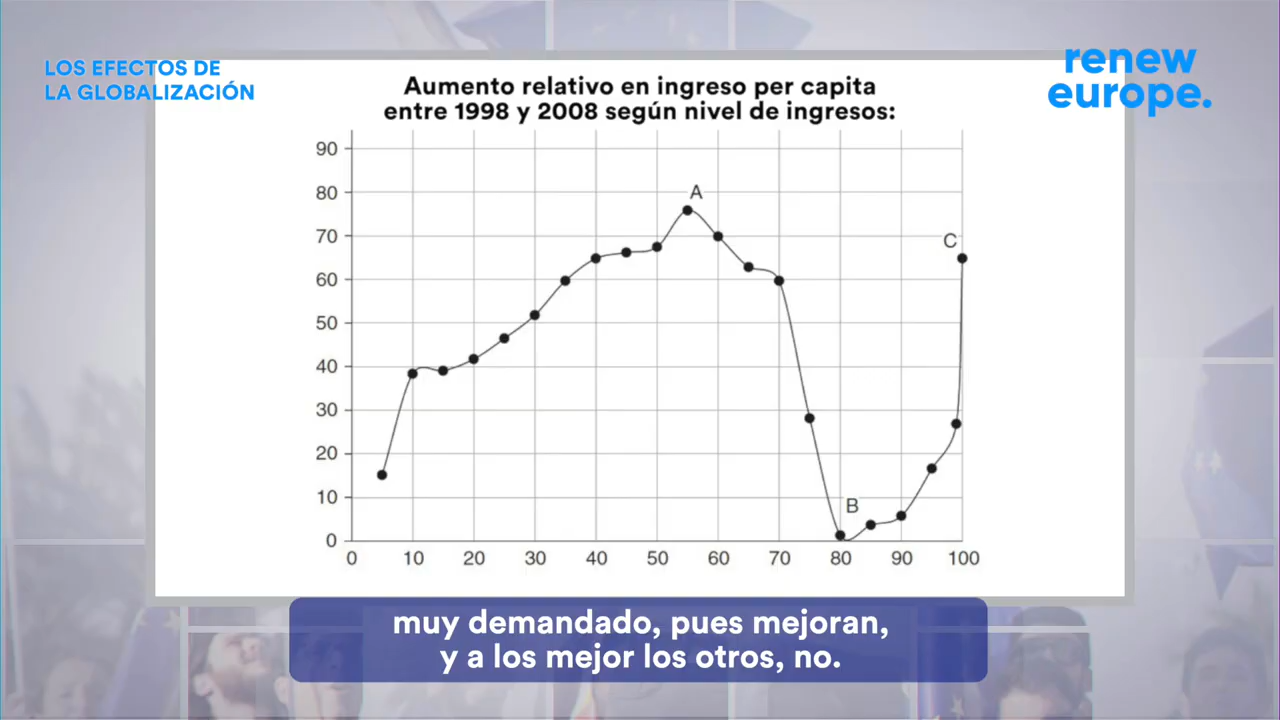 LOS EFECTOS DE
LA GLOBALIZACIÓN
renew
europe.
Aumento relativo en ingreso per capita
entre 1998 y 2008 según nivel de ingresos:
90
80
70
60
50
40
30
20
10
0
A
B
C
0 10 20 30 40 50 60 70 80 90 100
muy demandado, pues mejoran,
y a los mejor los otros, no.